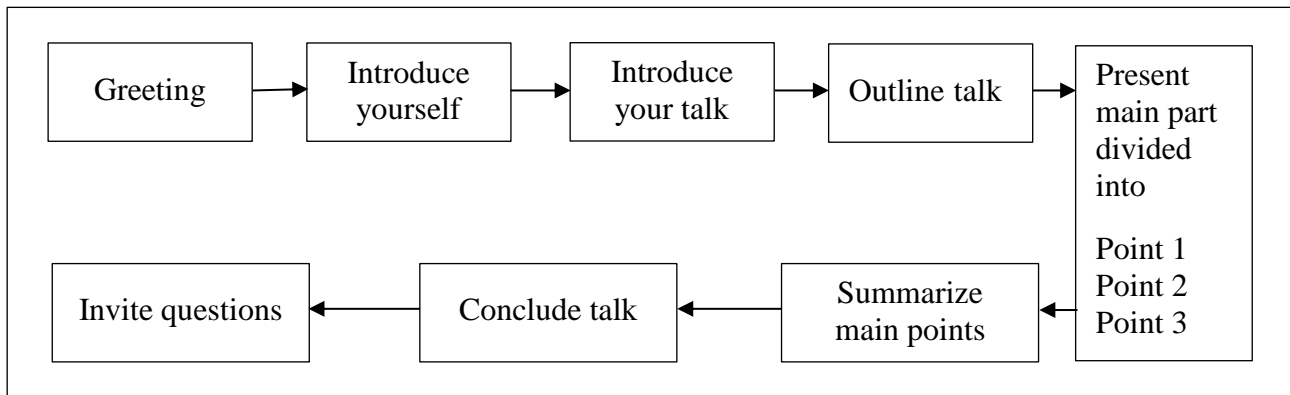 Greeting
Introduce
yourself
Introduce
your talk
Outline talk
Present
main part
divided
into
Point 1
Point 2
Point 3
Summarize
main points
Conclude talk
Invite questions